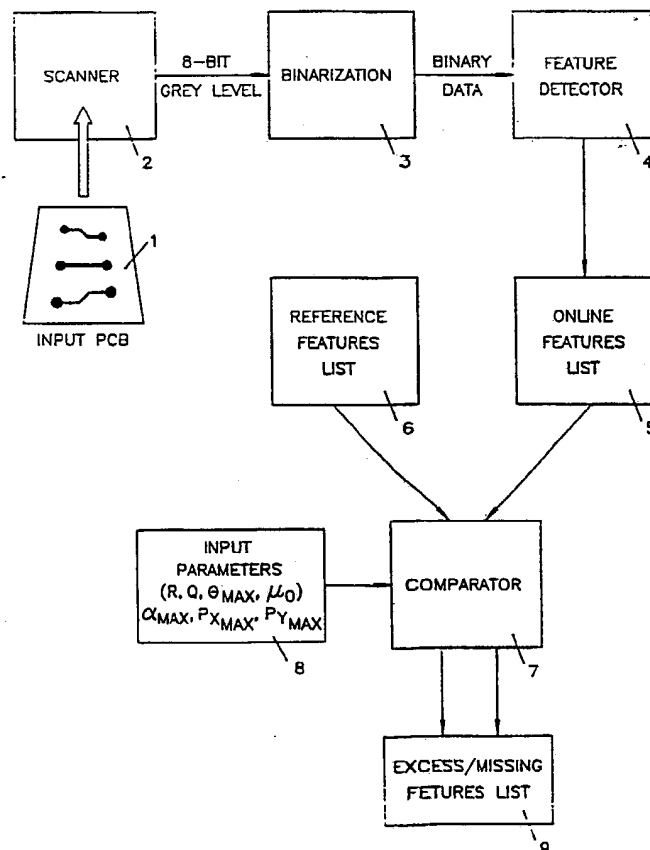 SCANNER
2
8-BIT
GREY LEVEL
BINARIZATION
3
BINARY
DATA
FEATURE
DETECTOR
4
1
INPUT PCB
REFERENCE
FEATURES
LIST
6
ONLINE
FEATURES
LIST
5
INPUT
PARAMETERS
(R, Q, θMAX, μ0)
αMAX, PXMAX, PYMAX
8
COMPARATOR
7
EXCESS/MISSING
FETURES LIST
9